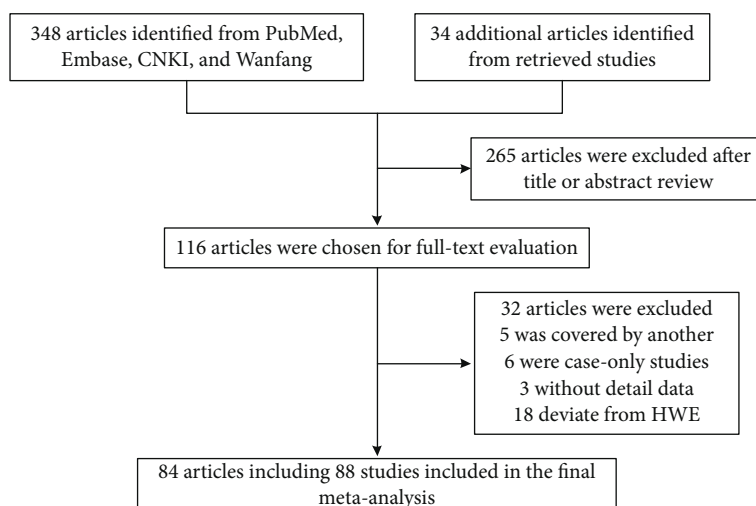 348 articles identified from PubMed,
Embase, CNKI, and Wanfang
34 additional articles identified
from retrieved studies
265 articles were excluded after
title or abstract review
116 articles were chosen for full-text evaluation
32 articles were excluded
5 was covered by another
6 were case-only studies
3 without detail data
18 deviate from HWE
84 articles including 88 studies included in the final
meta-analysis